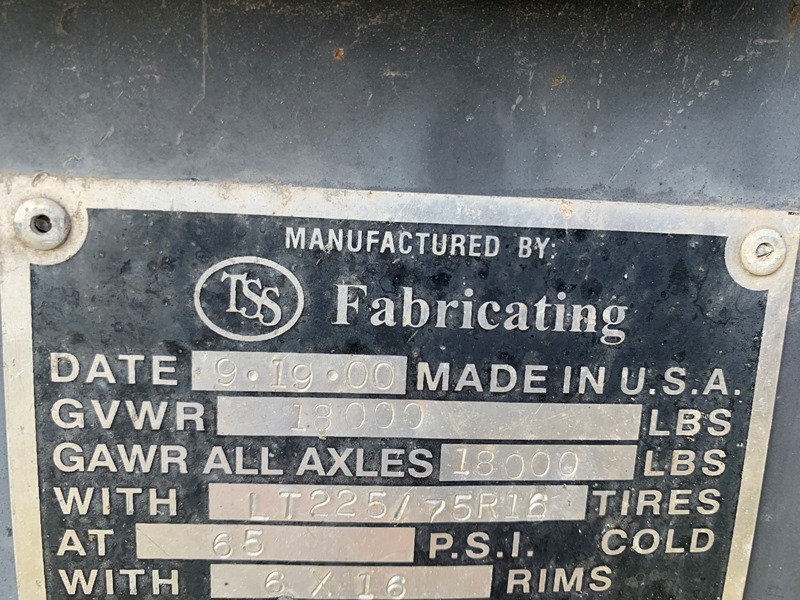 MANUFACTURED BY:
TSS Fabricating
DATE 9·19·00 MADE IN U.S.A.
GVWR 18000 LBS
GAWR ALL AXLES 18000 LBS
WITH LT225/75R16 TIRES
AT 65 P.S.I. COLD
WITH 6 X 16 RIMS